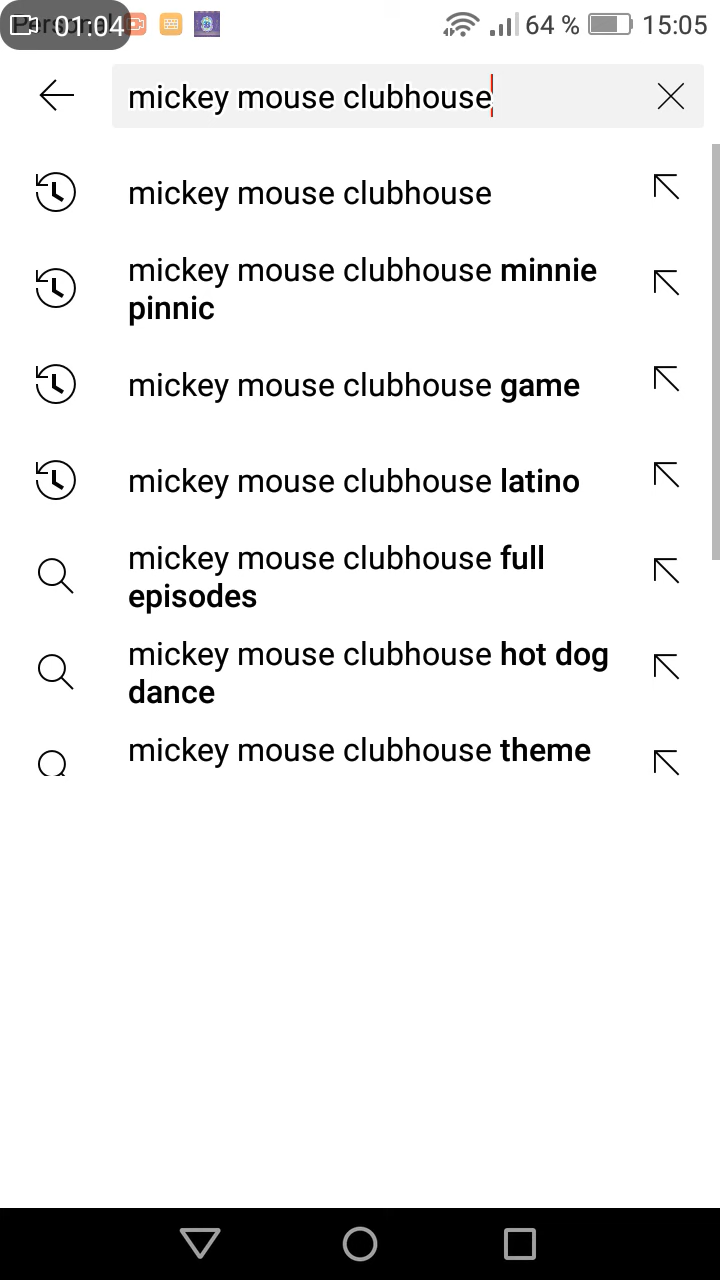 Personal 01:04 64 % 15:05
mickey mouse clubhouse
mickey mouse clubhouse
mickey mouse clubhouse minnie
pinnic
mickey mouse clubhouse game
mickey mouse clubhouse latino
mickey mouse clubhouse full
episodes
mickey mouse clubhouse hot dog
dance
mickey mouse clubhouse theme